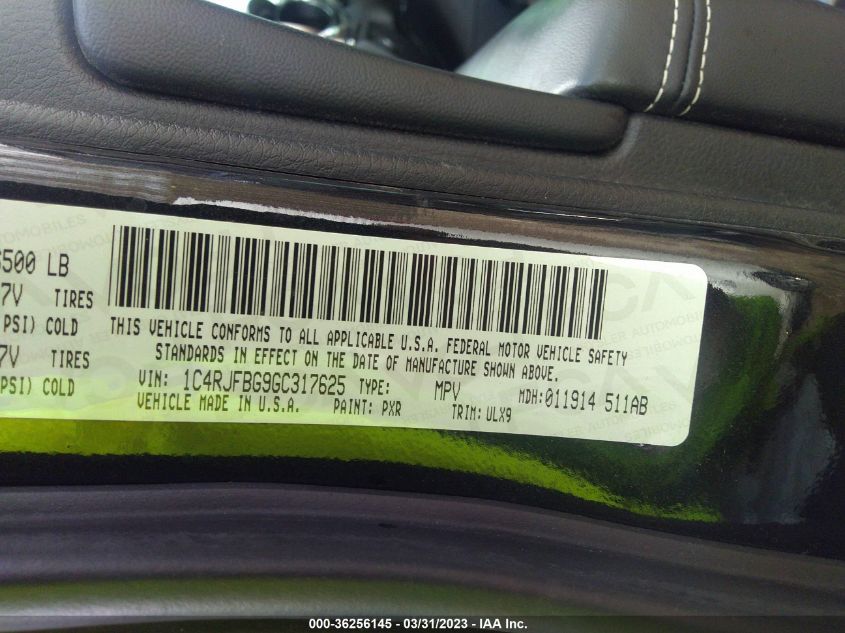 500 LB
7V TIRES
PSI) COLD
7V TIRES
PSI) COLD
THIS VEHICLE CONFORMS TO ALL APPLICABLE U.S.A. FEDERAL MOTOR VEHICLE SAFETY
STANDARDS IN EFFECT ON THE DATE OF MANUFACTURE SHOWN ABOVE.
VIN: 1C4RJFBG9GC317625 TYPE: MPV MDH:011914 511AB
VEHICLE MADE IN U.S.A. PAINT: PXR TRIM:ULX9
000-36256145 - 03/31/2023 - IAA Inc.